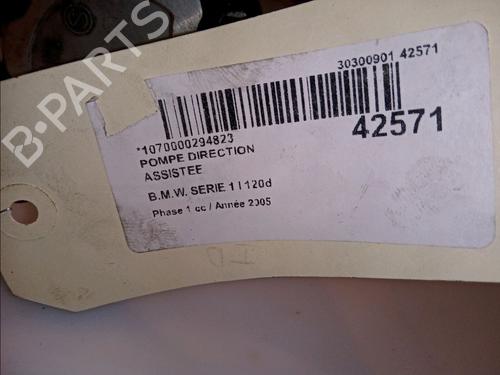 B-PARTS
30300901 42571
42571
*1070000294823
POMPE DIRECTION
ASSISTEE
B.M.W. SERIE 1 I 120d
Phase 1 cc / Année 2005